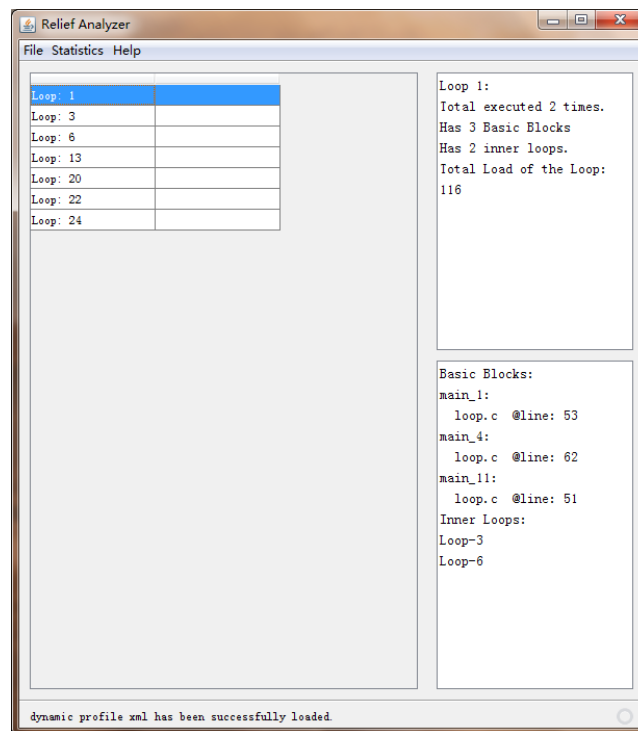 Relief Analyzer
File Statistics Help
Loop: 1
Loop: 3
Loop: 6
Loop: 13
Loop: 20
Loop: 22
Loop: 24
Loop 1:
Total executed 2 times.
Has 3 Basic Blocks
Has 2 inner loops.
Total Load of the Loop:
116
Basic Blocks:
main_1:
loop.c @line: 53
main_4:
loop.c @line: 62
main_11:
loop.c @line: 51
Inner Loops:
Loop-3
Loop-6
dynamic profile xml has been successfully loaded.